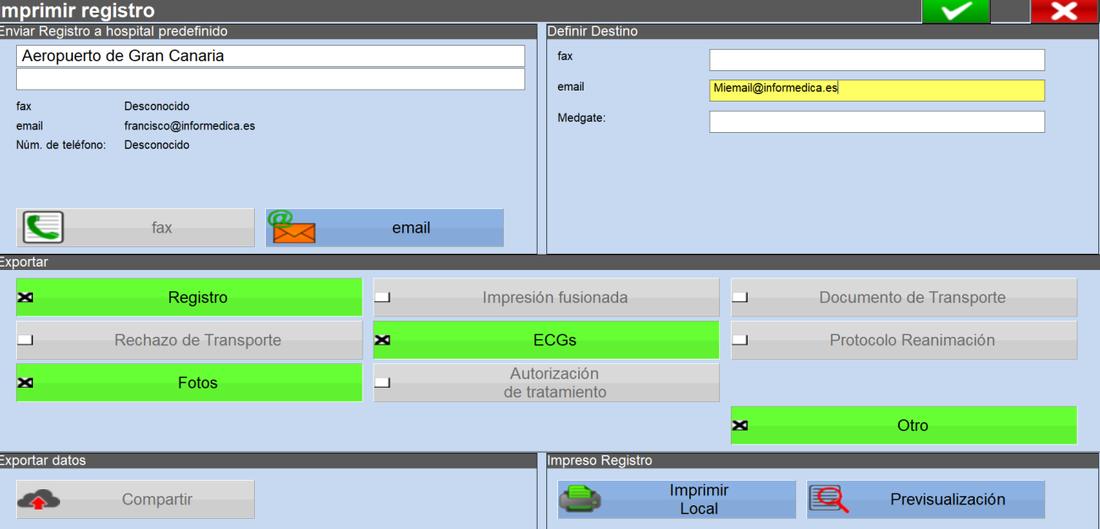 Imprimir registro
Enviar Registro a hospital predefinido
Aeropuerto de Gran Canaria
fax Desconocido
email francisco@informedica.es
Núm. de teléfono: Desconocido
fax
email
Definir Destino
fax
email Miemail@informedica.es
Medgate:
Exportar
Registro
Impresión fusionada
Documento de Transporte
Rechazo de Transporte
ECGs
Protocolo Reanimación
Fotos
Autorización
de tratamiento
Otro
Exportar datos
Compartir
Impreso Registro
Imprimir
Local
Previsualización